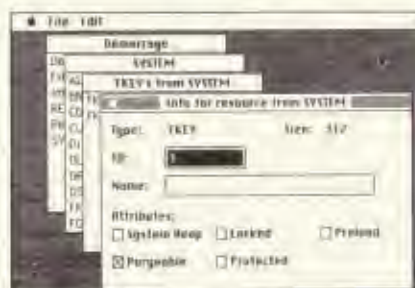 File Edit
Démarrage
SYSTEM
TKEY's from SYSTEM
Info for resource from SYSTEM
Type: TKEY Size:
ID:
Name:
Attributes:
System Heap Locked Preload
Purgeable Protected